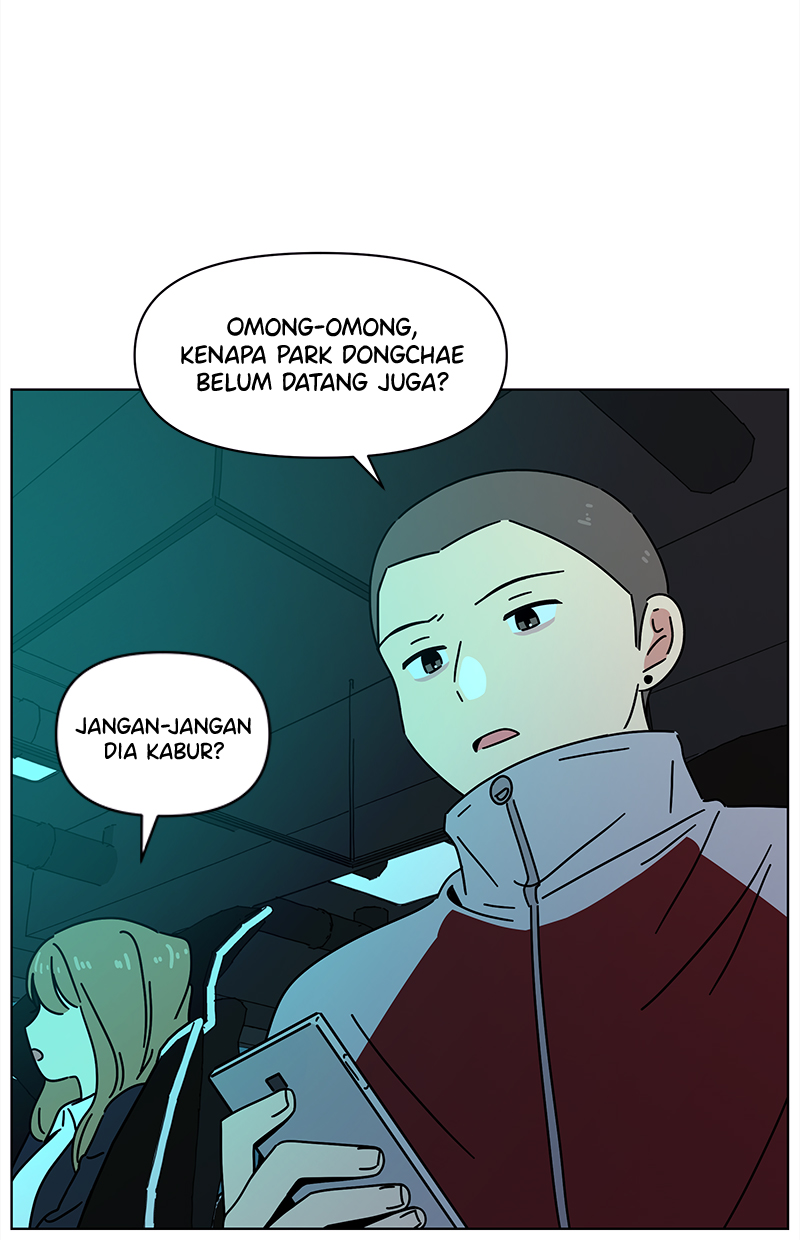 OMONG-OMONG,
KENAPA PARK DONGCHAE
BELUM DATANG JUGA?
JANGAN-JANGAN
DIA KABUR?